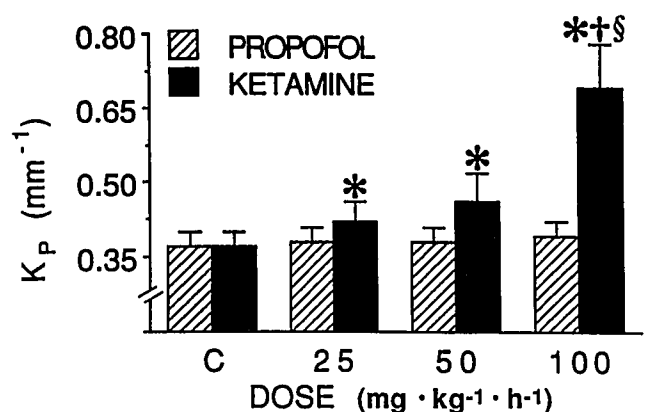 0.80
0.65
0.50
0.35
K_P (mm⁻¹)
PROPOFOL
KETAMINE
*
*
*†§
C 25 50 100
DOSE (mg · kg⁻¹ · h⁻¹)